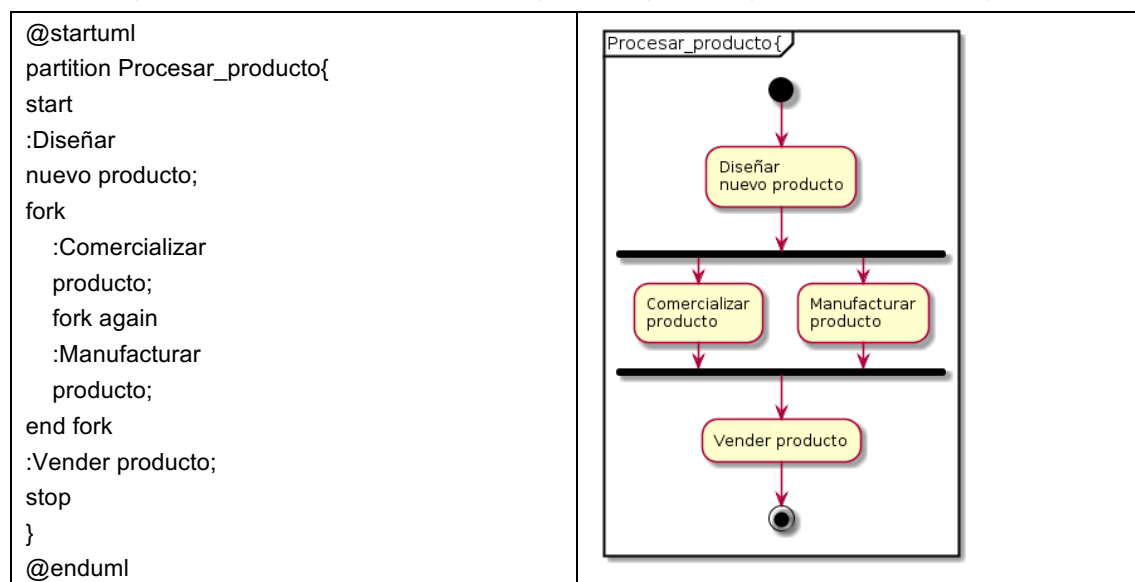 @startuml
partition Procesar_producto{
start
:Diseñar
nuevo producto;
fork
:Comercializar
producto;
fork again
:Manufacturar
producto;
end fork
:Vender producto;
stop
}
@enduml
Procesar_producto{
Diseñar
nuevo producto
Comercializar
producto
Manufacturar
producto
Vender producto